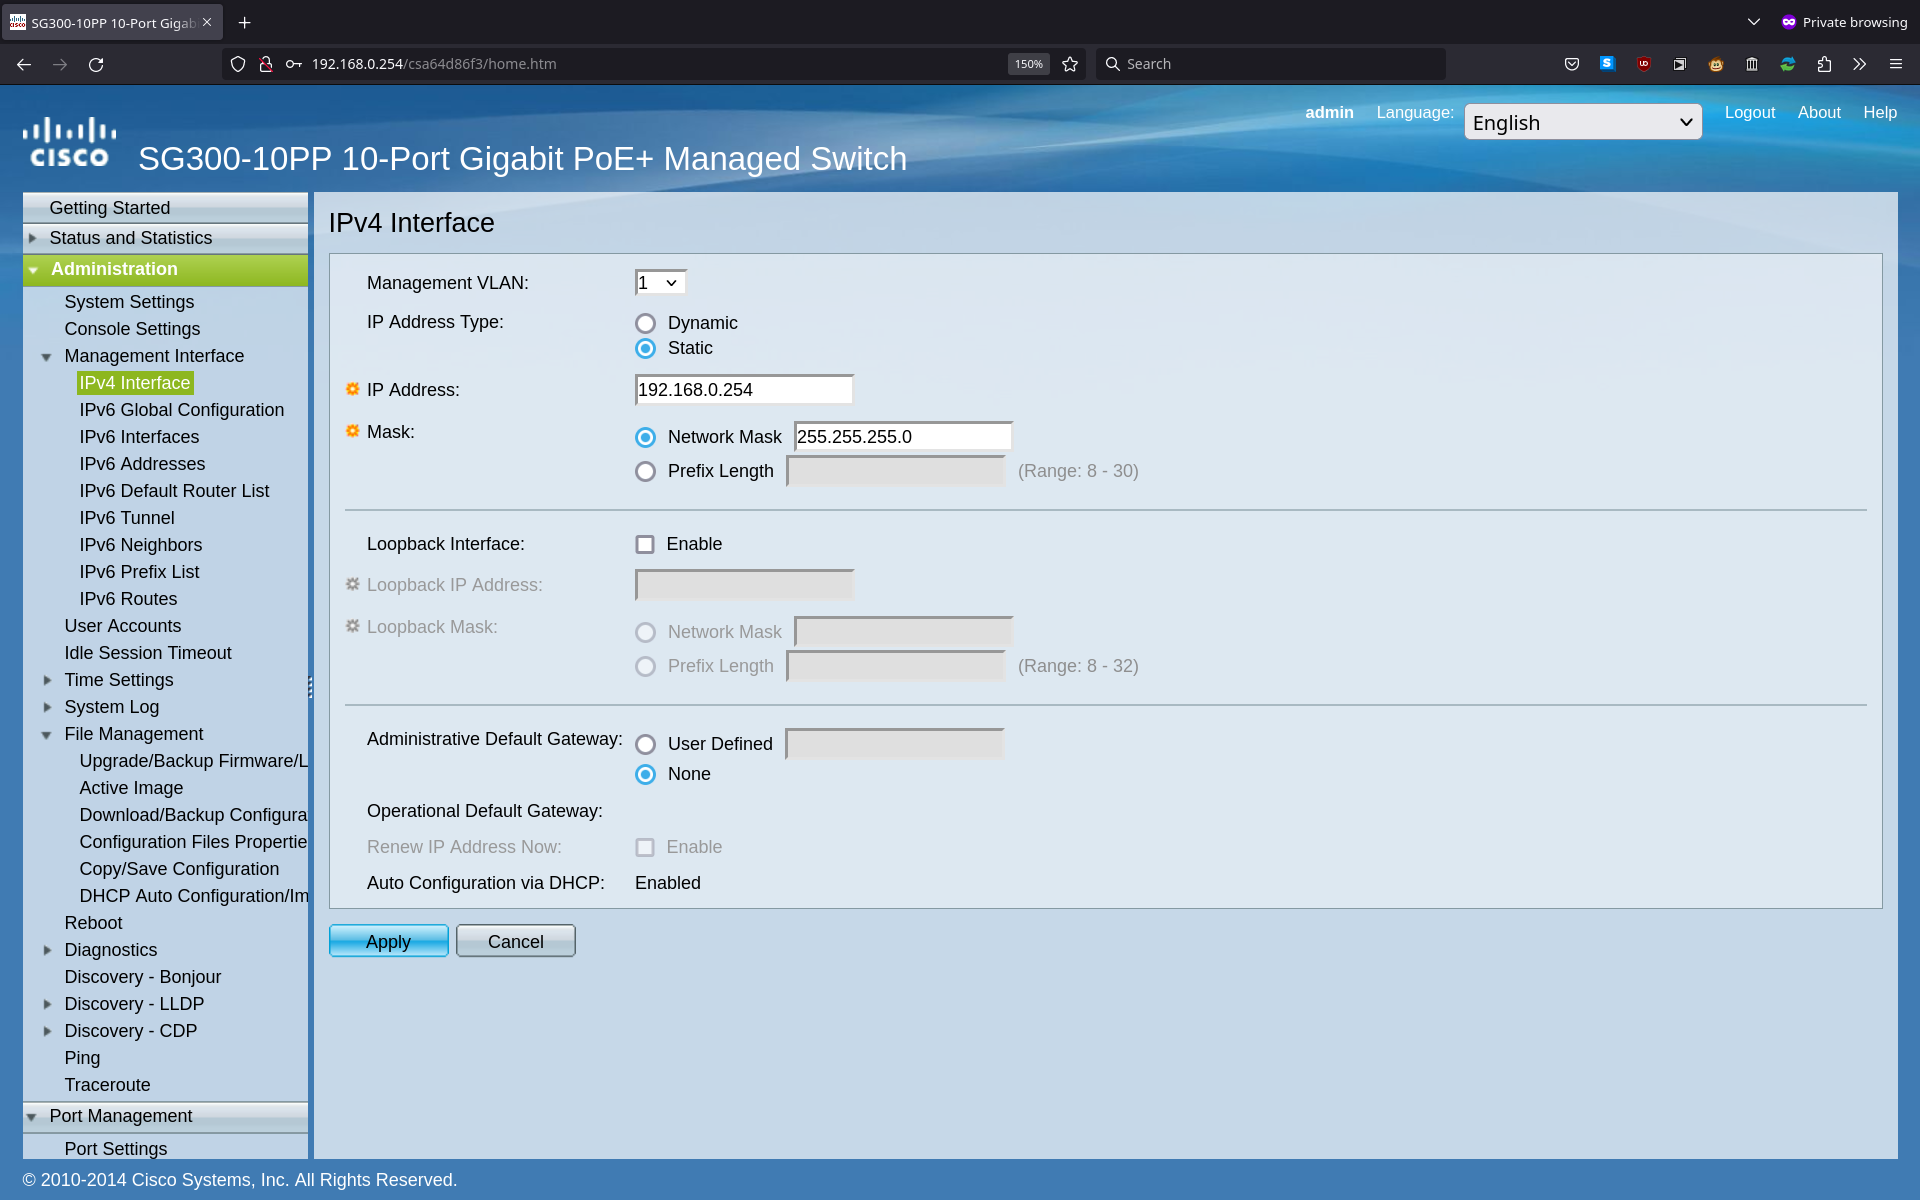 SG300-10PP 10-Port Gigab
Private browsing
192.168.0.254/csa64d86f3/home.htm
150%
Search
admin
Language:
English
Logout
About
Help
CISCO
SG300-10PP 10-Port Gigabit PoE+ Managed Switch
Getting Started
Status and Statistics
Administration
System Settings
Console Settings
Management Interface
IPv4 Interface
IPv6 Global Configuration
IPv6 Interfaces
IPv6 Addresses
IPv6 Default Router List
IPv6 Tunnel
IPv6 Neighbors
IPv6 Prefix List
IPv6 Routes
User Accounts
Idle Session Timeout
Time Settings
System Log
File Management
Upgrade/Backup Firmware/L
Active Image
Download/Backup Configura
Configuration Files Propertie
Copy/Save Configuration
DHCP Auto Configuration/Im
Reboot
Diagnostics
Discovery - Bonjour
Discovery - LLDP
Discovery - CDP
Ping
Traceroute
Port Management
Port Settings
IPv4 Interface
Management VLAN: 1
IP Address Type: Dynamic
Static
IP Address: 192.168.0.254
Mask: Network Mask 255.255.255.0
Prefix Length (Range: 8 - 30)
Loopback Interface: Enable
Loopback IP Address:
Loopback Mask: Network Mask
Prefix Length (Range: 8 - 32)
Administrative Default Gateway: User Defined
None
Operational Default Gateway:
Renew IP Address Now: Enable
Auto Configuration via DHCP: Enabled
Apply
Cancel
© 2010-2014 Cisco Systems, Inc. All Rights Reserved.